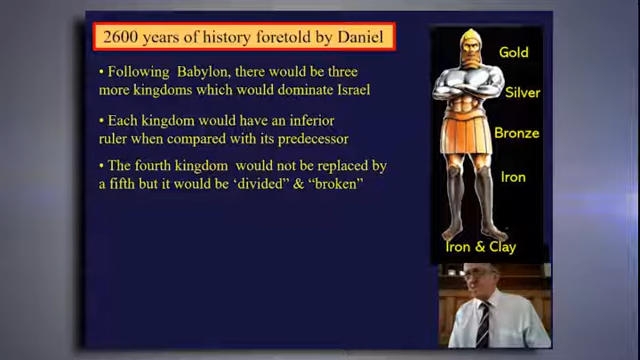 2600 years of history foretold by Daniel
• Following Babylon, there would be three
more kingdoms which would dominate Israel
• Each kingdom would have an inferior
ruler when compared with its predecessor
• The fourth kingdom would not be replaced by
a fifth but it would be ‘divided” & “broken”
Gold
Silver
Bronze
Iron
Iron & Clay